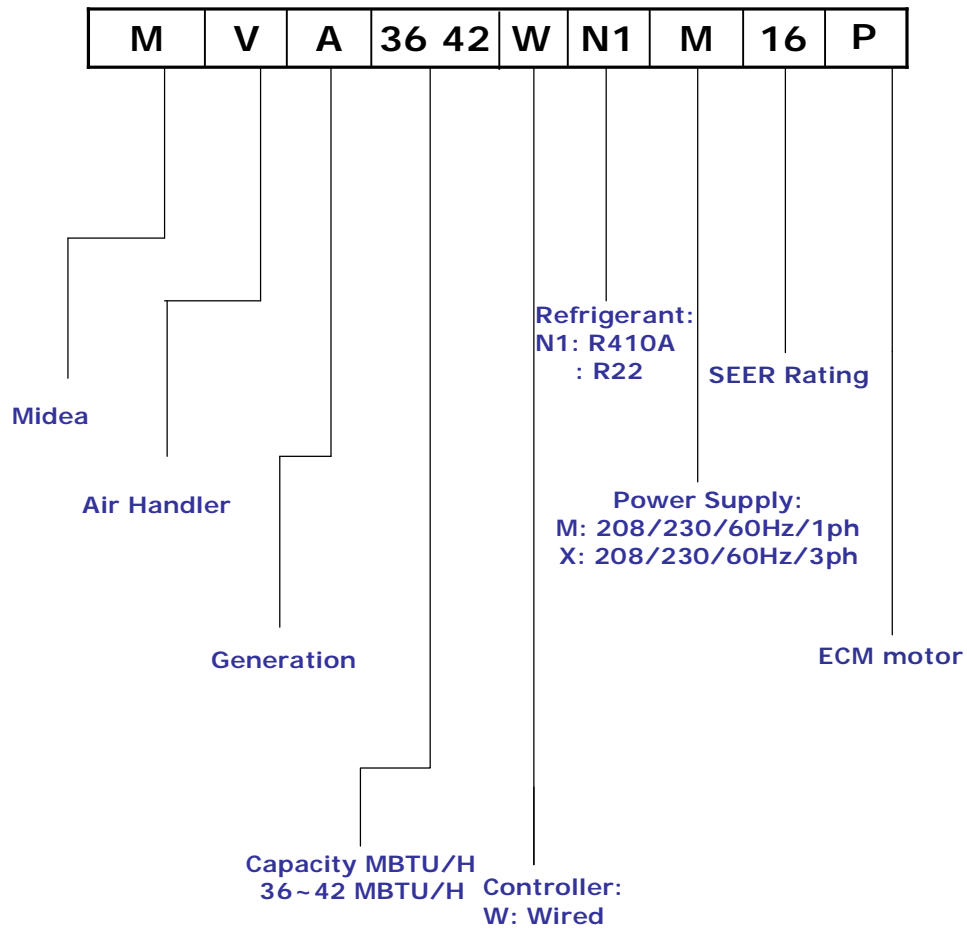 M V A 36 42 W N1 M 16 P
Refrigerant:
N1: R410A
: R22
SEER Rating
Midea
Air Handler
Power Supply:
M: 208/230/60Hz/1ph
X: 208/230/60Hz/3ph
Generation
ECM motor
Capacity MBTU/H
36~42 MBTU/H
Controller:
W: Wired